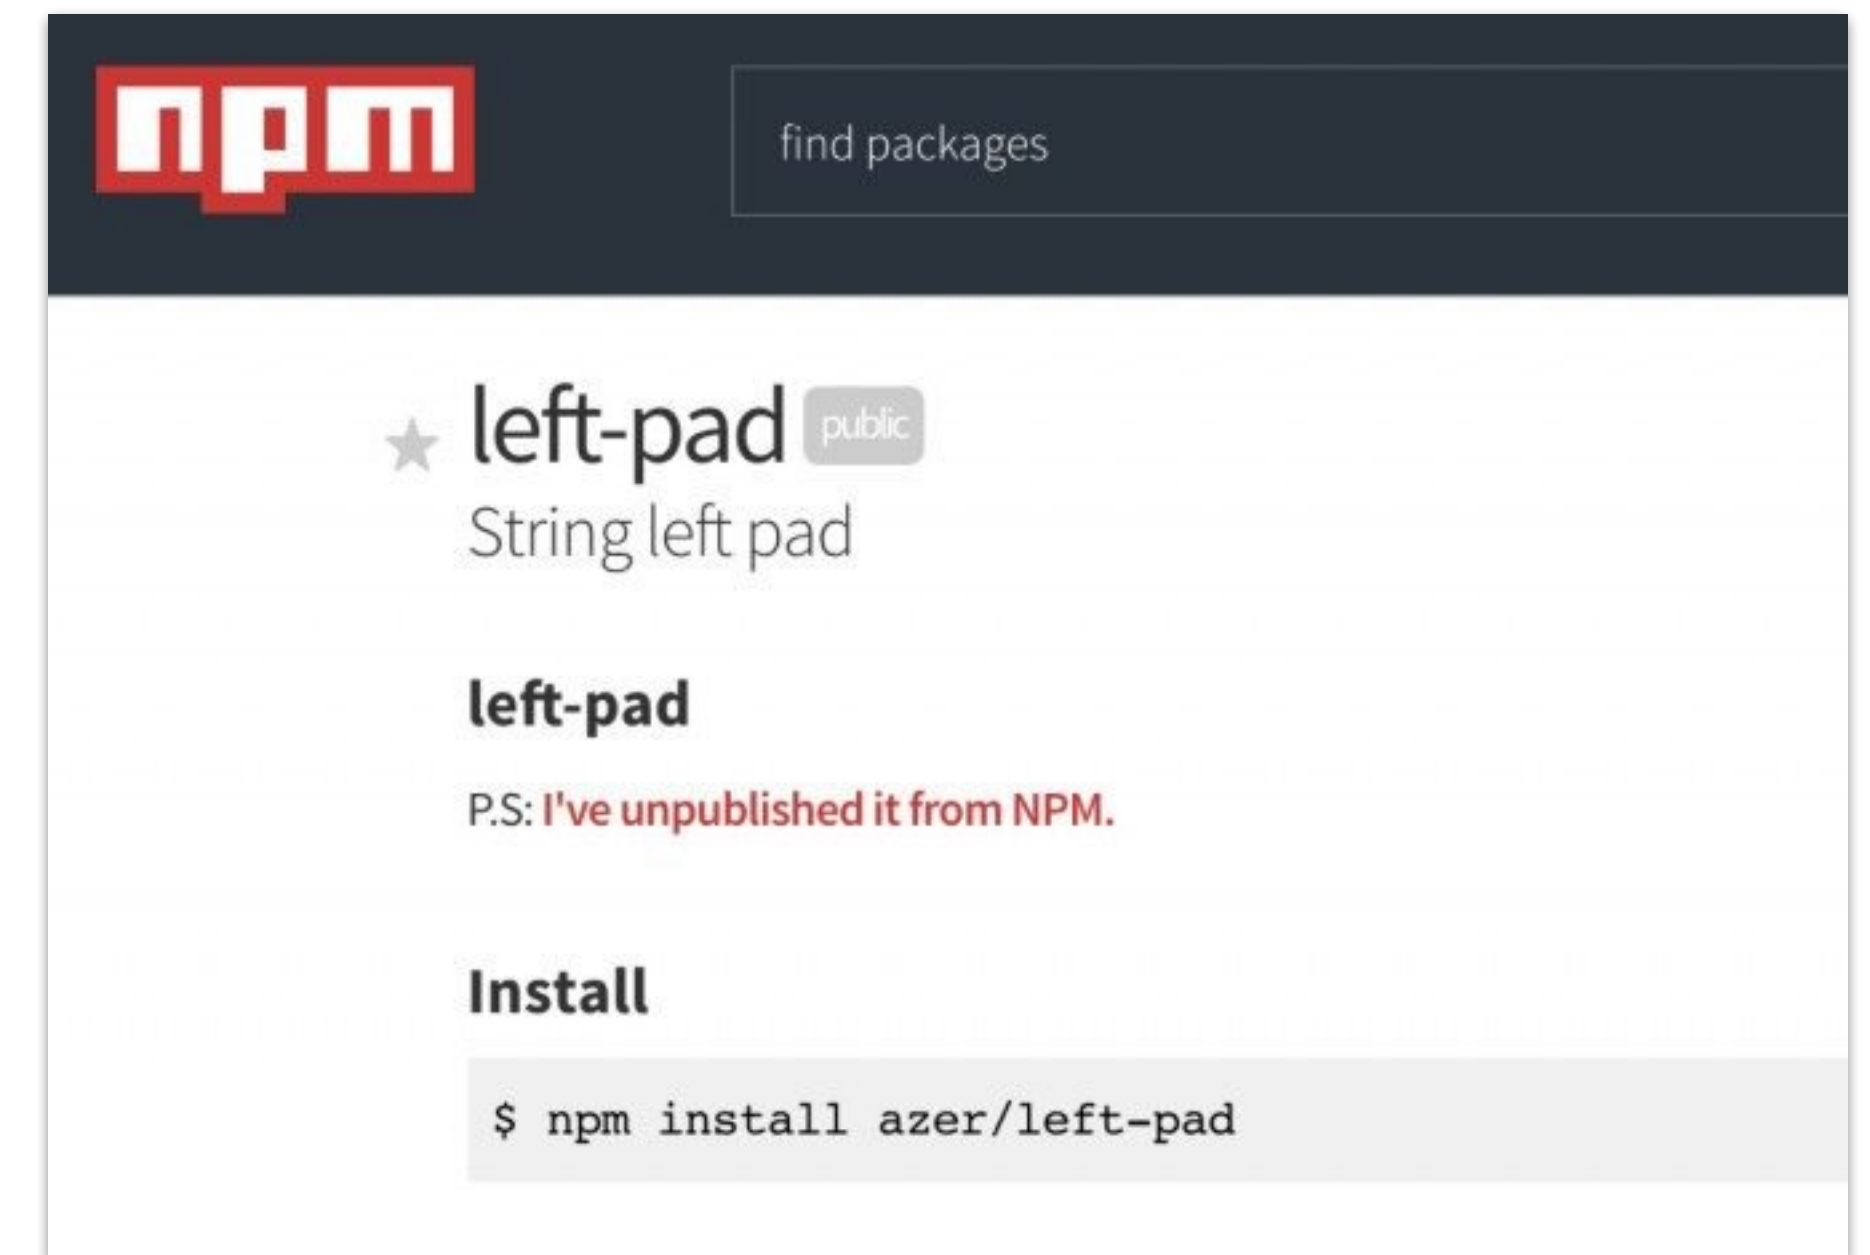 npm
find packages
left-pad public
String left pad
left-pad
P.S: I've unpublished it from NPM.
Install
$ npm install azer/left-pad